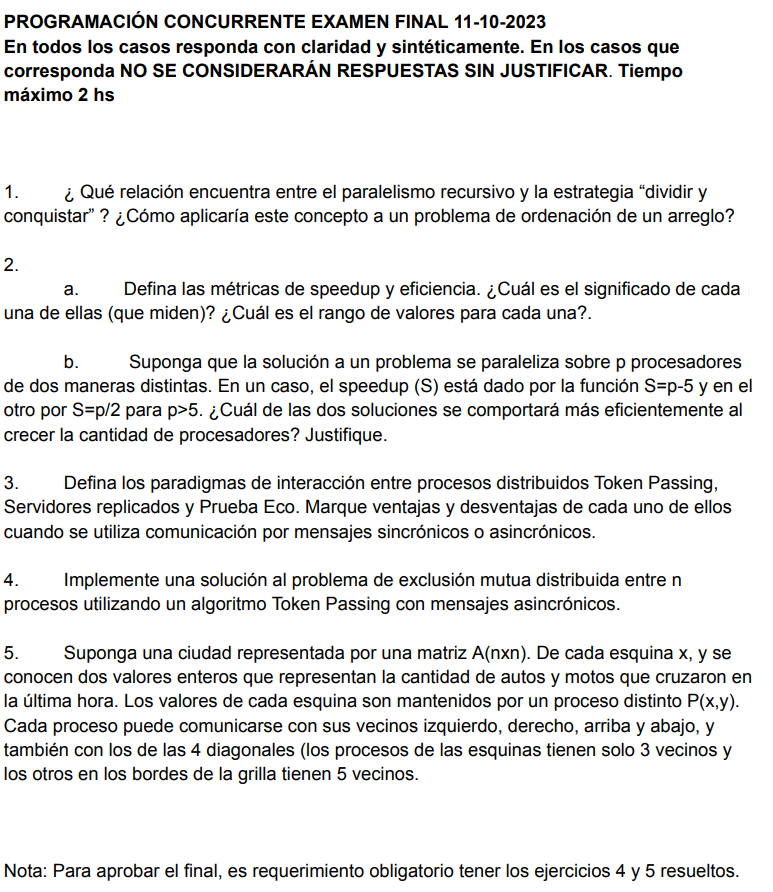 PROGRAMACIÓN CONCURRENTE EXAMEN FINAL 11-10-2023
En todos los casos responda con claridad y sintéticamente. En los casos que
corresponda NO SE CONSIDERARÁN RESPUESTAS SIN JUSTIFICAR. Tiempo
máximo 2 hs
1. ¿ Qué relación encuentra entre el paralelismo recursivo y la estrategia “dividir y
conquistar” ? ¿Cómo aplicaría este concepto a un problema de ordenación de un arreglo?
2.
a. Defina las métricas de speedup y eficiencia. ¿Cuál es el significado de cada
una de ellas (que miden)? ¿Cuál es el rango de valores para cada una?.
b. Suponga que la solución a un problema se paraleliza sobre p procesadores
de dos maneras distintas. En un caso, el speedup (S) está dado por la función S=p-5 y en el
otro por S=p/2 para p>5. ¿Cuál de las dos soluciones se comportará más eficientemente al
crecer la cantidad de procesadores? Justifique.
3. Defina los paradigmas de interacción entre procesos distribuidos Token Passing,
Servidores replicados y Prueba Eco. Marque ventajas y desventajas de cada uno de ellos
cuando se utiliza comunicación por mensajes sincrónicos o asincrónicos.
4. Implemente una solución al problema de exclusión mutua distribuida entre n
procesos utilizando un algoritmo Token Passing con mensajes asincrónicos.
5. Suponga una ciudad representada por una matriz A(nxn). De cada esquina x, y se
conocen dos valores enteros que representan la cantidad de autos y motos que cruzaron en
la última hora. Los valores de cada esquina son mantenidos por un proceso distinto P(x,y).
Cada proceso puede comunicarse con sus vecinos izquierdo, derecho, arriba y abajo, y
también con los de las 4 diagonales (los procesos de las esquinas tienen solo 3 vecinos y
los otros en los bordes de la grilla tienen 5 vecinos.
Nota: Para aprobar el final, es requerimiento obligatorio tener los ejercicios 4 y 5 resueltos.